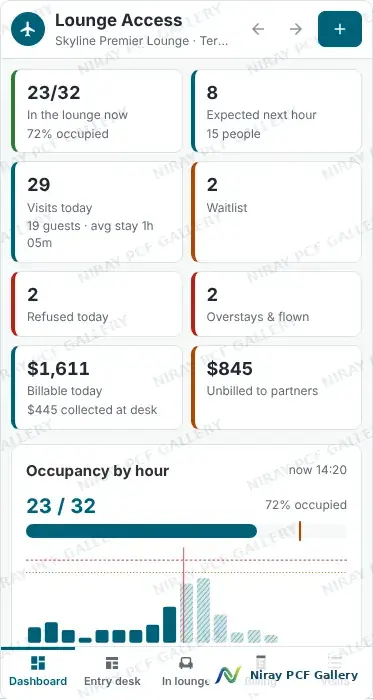 Lounge Access
Skyline Premier Lounge · Ter...
23/32
In the lounge now
72% occupied
8
Expected next hour
15 people
29
Visits today
19 guests · avg stay 1h
05m
2
Waitlist
2
Refused today
2
Overstays & flown
$1,611
Billable today
$445 collected at desk
$845
Unbilled to partners
Occupancy by hour
now 14:20
23 / 32
72% occupied
Dashboard
Entry desk
In lounge
Niray PCF Gallery
NIRAY PCF GALLERY